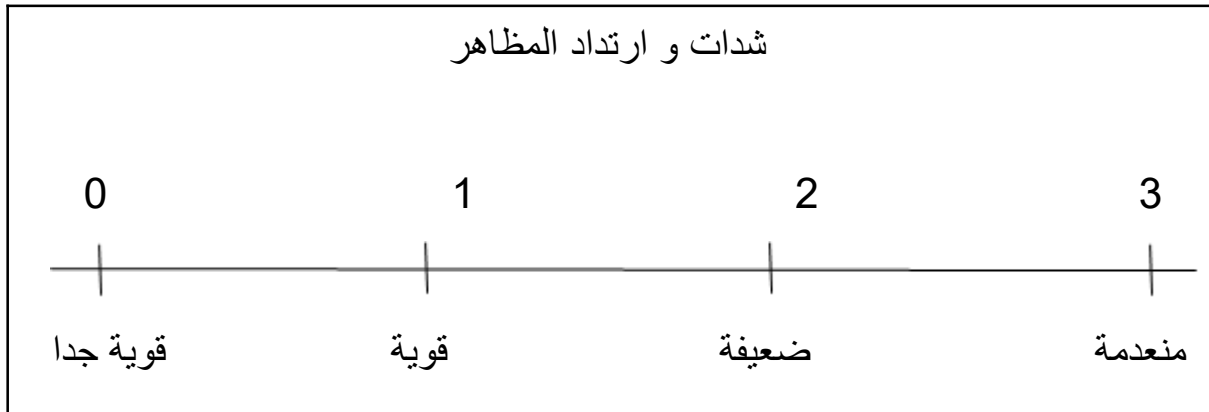 شدات و ارتداد المظاهر
0 1 2 3
قوية جدا قوية ضعيفة منعدمة